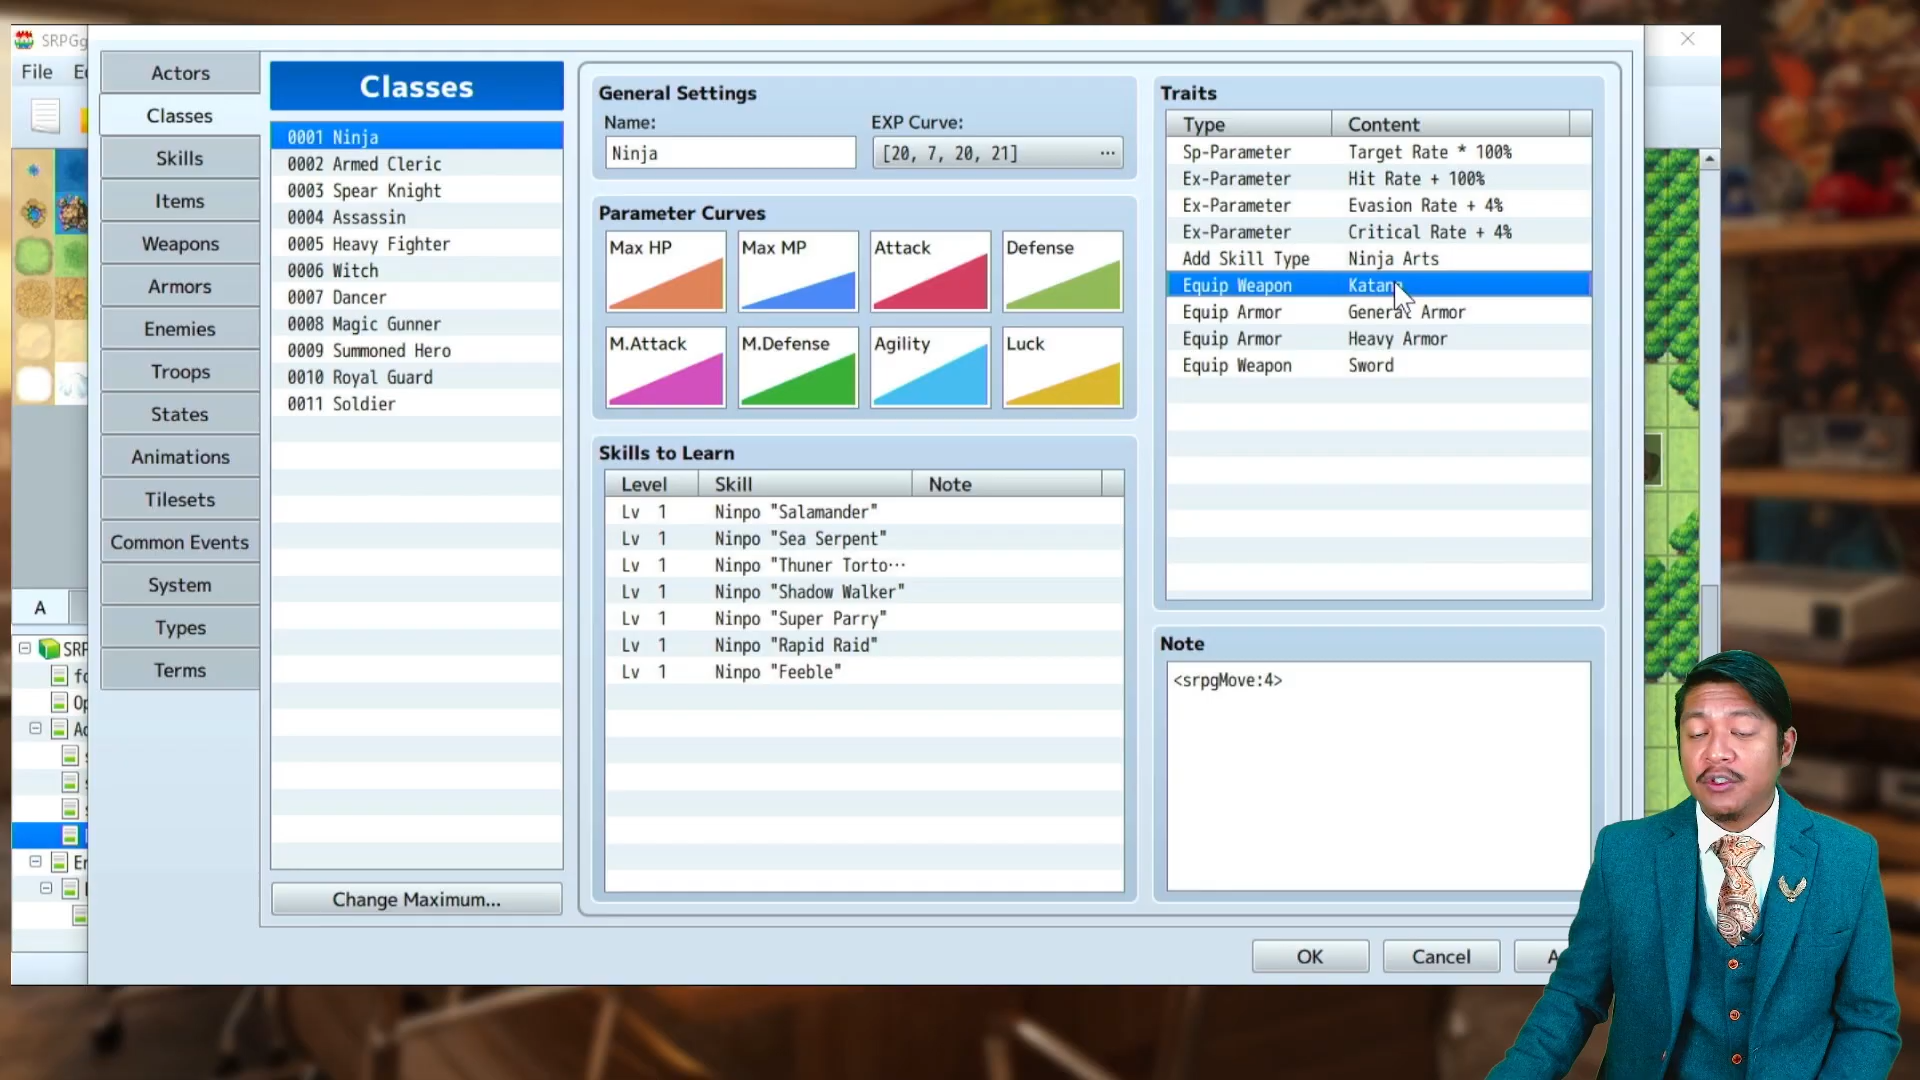 SRPGg
File
Actors
Classes
Skills
Items
Weapons
Armors
Enemies
Troops
States
Animations
Tilesets
Common Events
System
Types
Terms
A
SRP
Classes
0001 Ninja
0002 Armed Cleric
0003 Spear Knight
0004 Assassin
0005 Heavy Fighter
0006 Witch
0007 Dancer
0008 Magic Gunner
0009 Summoned Hero
0010 Royal Guard
0011 Soldier
Change Maximum...
General Settings
Name:
Ninja
EXP Curve:
[20, 7, 20, 21] ...
Parameter Curves
Max HP
Max MP
Attack
Defense
M.Attack
M.Defense
Agility
Luck
Skills to Learn
Level Skill Note
Lv 1 Ninpo "Salamander"
Lv 1 Ninpo "Sea Serpent"
Lv 1 Ninpo "Thuner Torto…
Lv 1 Ninpo "Shadow Walker"
Lv 1 Ninpo "Super Parry"
Lv 1 Ninpo "Rapid Raid"
Lv 1 Ninpo "Feeble"
Traits
Type Content
Sp-Parameter Target Rate * 100%
Ex-Parameter Hit Rate + 100%
Ex-Parameter Evasion Rate + 4%
Ex-Parameter Critical Rate + 4%
Add Skill Type Ninja Arts
Equip Weapon Katana
Equip Armor General Armor
Equip Armor Heavy Armor
Equip Weapon Sword
Note
<srpgMove:4>
OK
Cancel